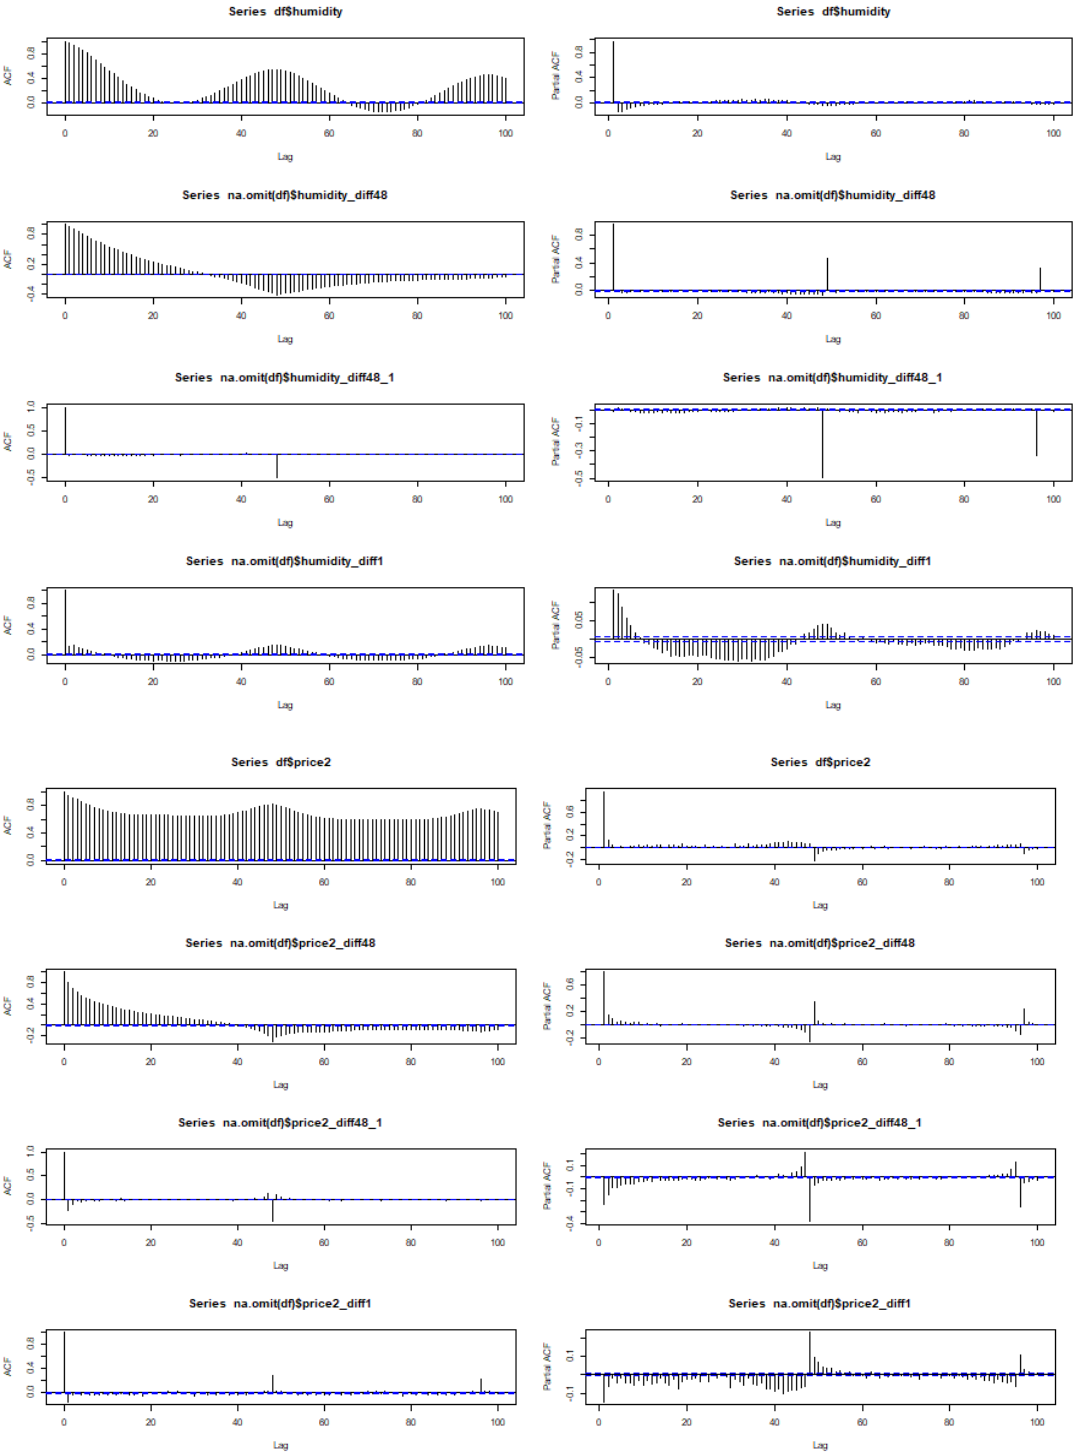 Series df$humidity
ACF
0.0 0.4 0.8
0 20 40 60 80 100
Lag
Series df$humidity
Partial ACF
0.0 0.4 0.8
0 20 40 60 80 100
Lag
Series na.omit(df)$humidity_diff48
ACF
-0.4 0.2 0.8
0 20 40 60 80 100
Lag
Series na.omit(df)$humidity_diff48
Partial ACF
0.0 0.4 0.8
0 20 40 60 80 100
Lag
Series na.omit(df)$humidity_diff48_1
ACF
-0.5 0.0 0.5 1.0
0 20 40 60 80 100
Lag
Series na.omit(df)$humidity_diff48_1
Partial ACF
-0.5 -0.3 -0.1
0 20 40 60 80 100
Lag
Series na.omit(df)$humidity_diff1
ACF
0.0 0.4 0.8
0 20 40 60 80 100
Lag
Series na.omit(df)$humidity_diff1
Partial ACF
-0.05 0.05
0 20 40 60 80 100
Lag
Series df$price2
ACF
0.0 0.4 0.8
0 20 40 60 80 100
Lag
Series df$price2
Partial ACF
-0.2 0.2 0.6
0 20 40 60 80 100
Lag
Series na.omit(df)$price2_diff48
ACF
-0.2 0.4 0.8
0 20 40 60 80 100
Lag
Series na.omit(df)$price2_diff48
Partial ACF
-0.2 0.2 0.6
0 20 40 60 80 100
Lag
Series na.omit(df)$price2_diff48_1
ACF
-0.5 0.0 0.5 1.0
0 20 40 60 80 100
Lag
Series na.omit(df)$price2_diff48_1
Partial ACF
-0.4 -0.1 0.1
0 20 40 60 80 100
Lag
Series na.omit(df)$price2_diff1
ACF
0.0 0.4 0.8
0 20 40 60 80 100
Lag
Series na.omit(df)$price2_diff1
Partial ACF
-0.1 0.1
0 20 40 60 80 100
Lag